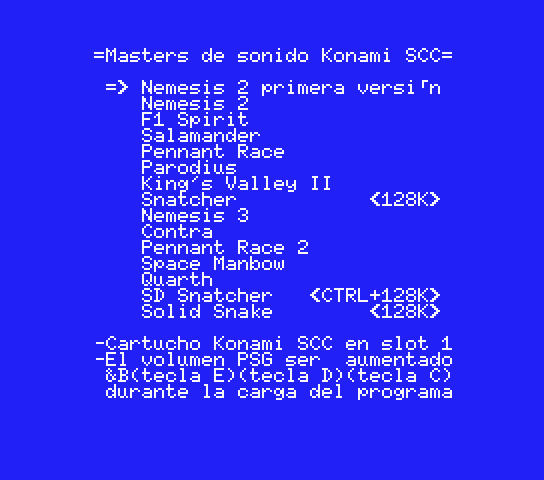 =Masters de sonido Konami SCC=
=> Nemesis 2 primera versi┌n
Nemesis 2
F1 Spirit
Salamander
Pennant Race
Parodius
King's Valley II
Snatcher <128K>
Nemesis 3
Contra
Pennant Race 2
Space Manbow
Quarth
SD Snatcher <CTRL+128K>
Solid Snake <128K>
-Cartucho Konami SCC en slot 1
-El volumen PSG ser  aumentado
&B(tecla E)(tecla D)(tecla C)
durante la carga del programa